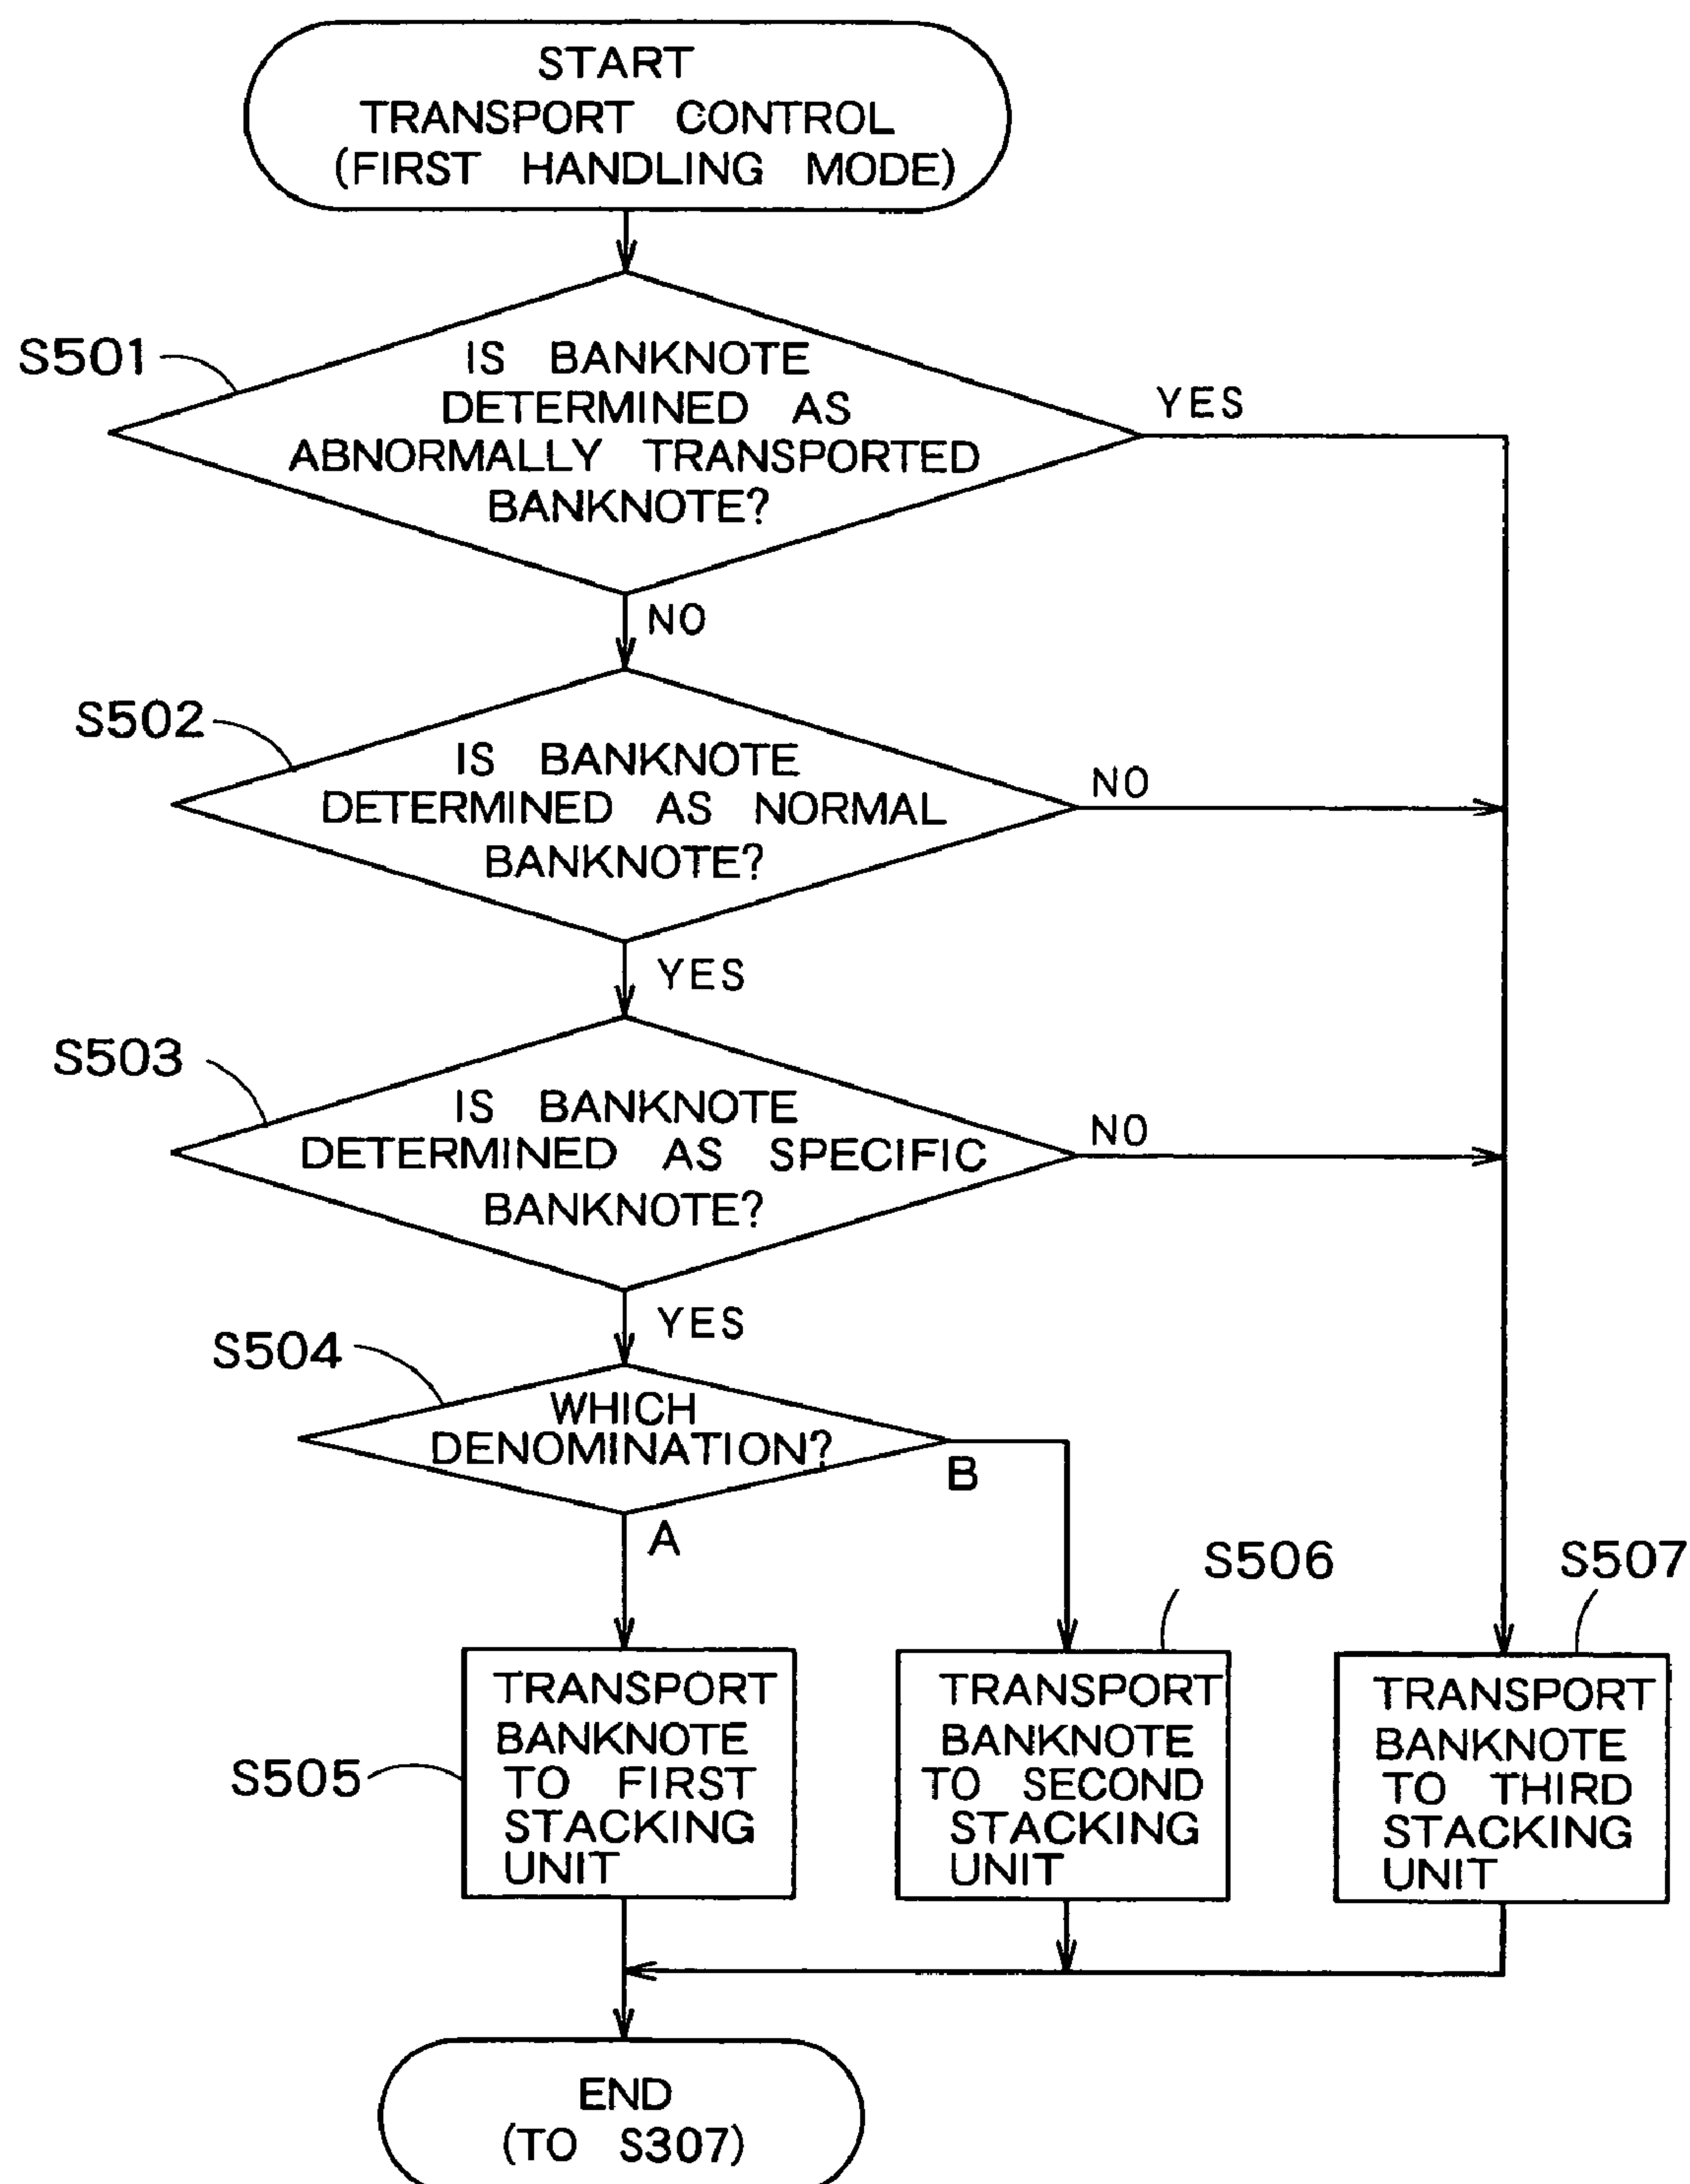 START
TRANSPORT CONTROL
(FIRST HANDLING MODE)
S501
IS BANKNOTE
DETERMINED AS
ABNORMALLY TRANSPORTED
BANKNOTE?
YES
NO
S502
IS BANKNOTE
DETERMINED AS NORMAL
BANKNOTE?
NO
YES
S503
IS BANKNOTE
DETERMINED AS SPECIFIC
BANKNOTE?
NO
YES
S504
WHICH
DENOMINATION?
B
A
S505
TRANSPORT
BANKNOTE
TO FIRST
STACKING
UNIT
S506
TRANSPORT
BANKNOTE
TO SECOND
STACKING
UNIT
S507
TRANSPORT
BANKNOTE
TO THIRD
STACKING
UNIT
END
(TO S307)